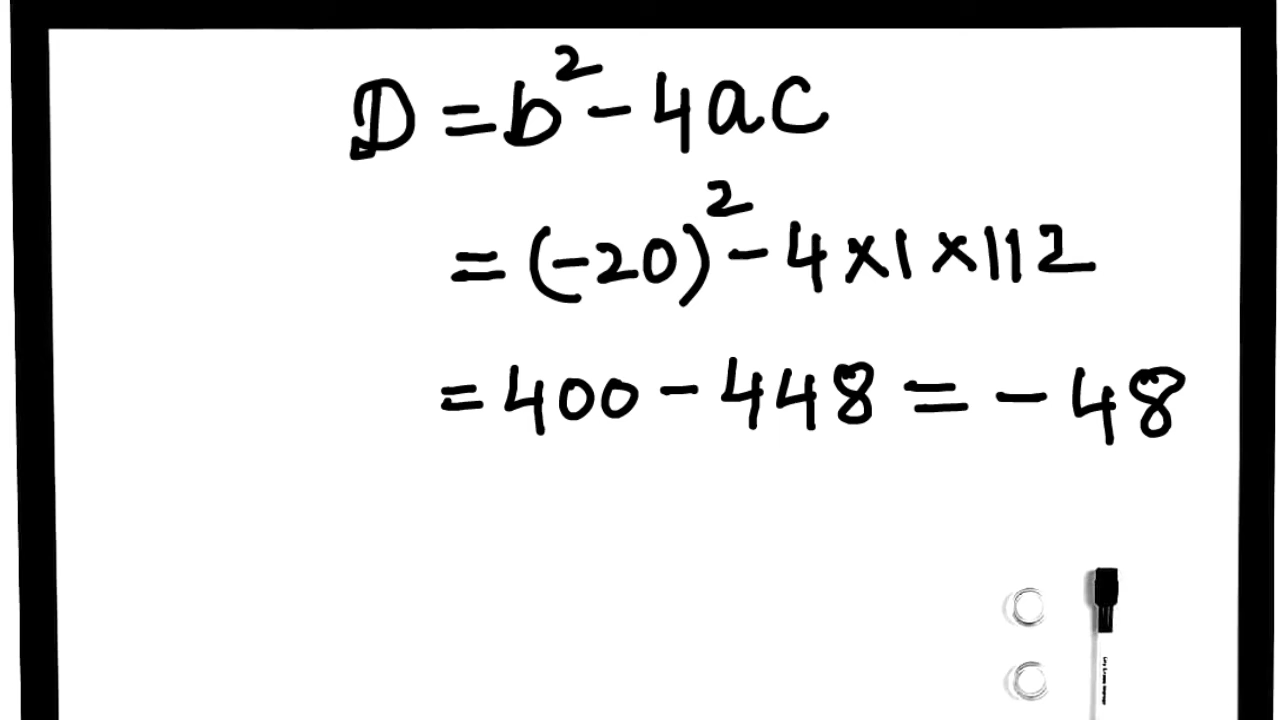 D = b² - 4ac
= (-20)² - 4 × 1 × 112
= 400 - 448 = - 48